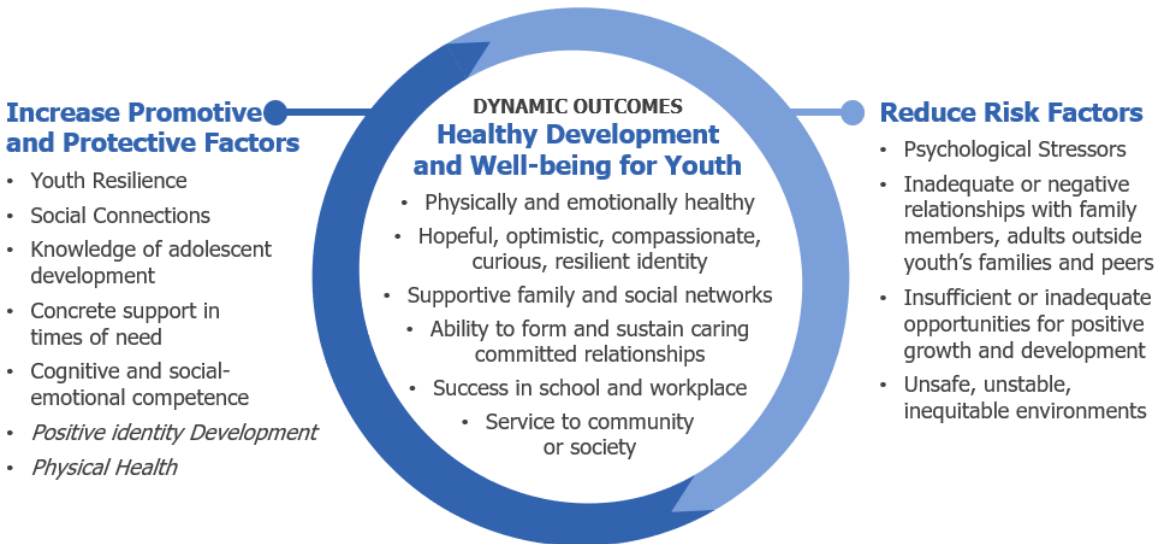 Increase Promotive
and Protective Factors
• Youth Resilience
• Social Connections
• Knowledge of adolescent
development
• Concrete support in
times of need
• Cognitive and social-
emotional competence
• Positive identity Development
• Physical Health
DYNAMIC OUTCOMES
Healthy Development
and Well-being for Youth
• Physically and emotionally healthy
• Hopeful, optimistic, compassionate,
curious, resilient identity
• Supportive family and social networks
• Ability to form and sustain caring
committed relationships
• Success in school and workplace
• Service to community
or society
Reduce Risk Factors
• Psychological Stressors
• Inadequate or negative
relationships with family
members, adults outside
youth’s families and peers
• Insufficient or inadequate
opportunities for positive
growth and development
• Unsafe, unstable,
inequitable environments